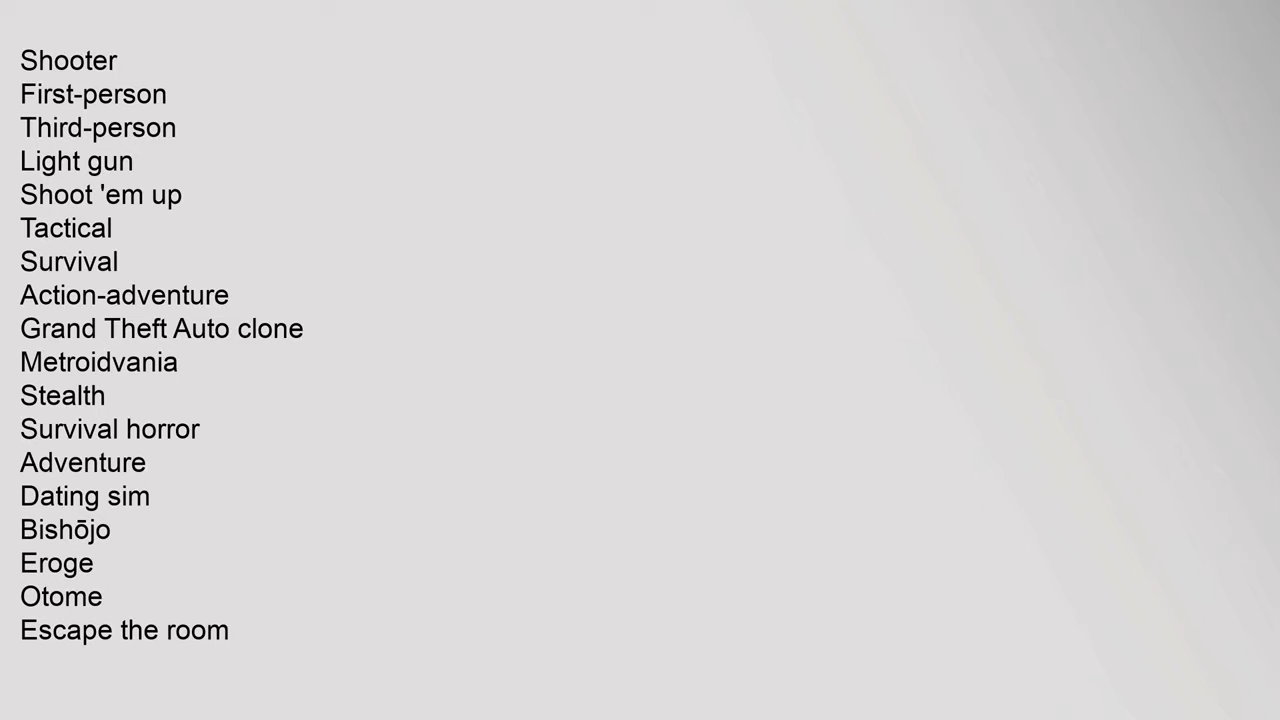 Shooter
First-person
Third-person
Light gun
Shoot 'em up
Tactical
Survival
Action-adventure
Grand Theft Auto clone
Metroidvania
Stealth
Survival horror
Adventure
Dating sim
Bishōjo
Eroge
Otome
Escape the room